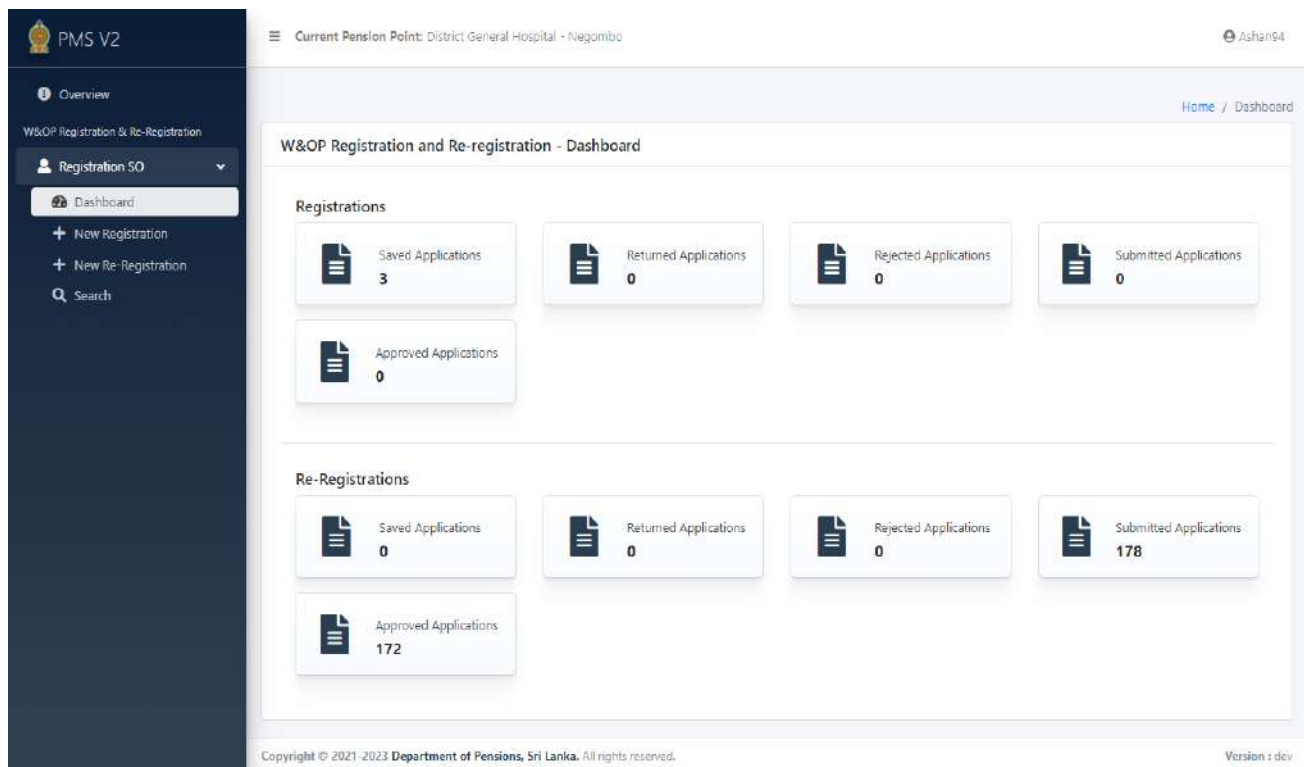 PMS V2
Current Pension Point: District General Hospital - Negombo
Ashan94
Overview
W&OP Registration & Re-Registration
Registration SO
Dashboard
New Registration
New Re-Registration
Search
Home / Dashboard
W&OP Registration and Re-registration - Dashboard
Registrations
Saved Applications
3
Returned Applications
0
Rejected Applications
0
Submitted Applications
0
Approved Applications
0
Re-Registrations
Saved Applications
0
Returned Applications
0
Rejected Applications
0
Submitted Applications
178
Approved Applications
172
Copyright © 2021-2023 Department of Pensions, Sri Lanka. All rights reserved.
Version : dev